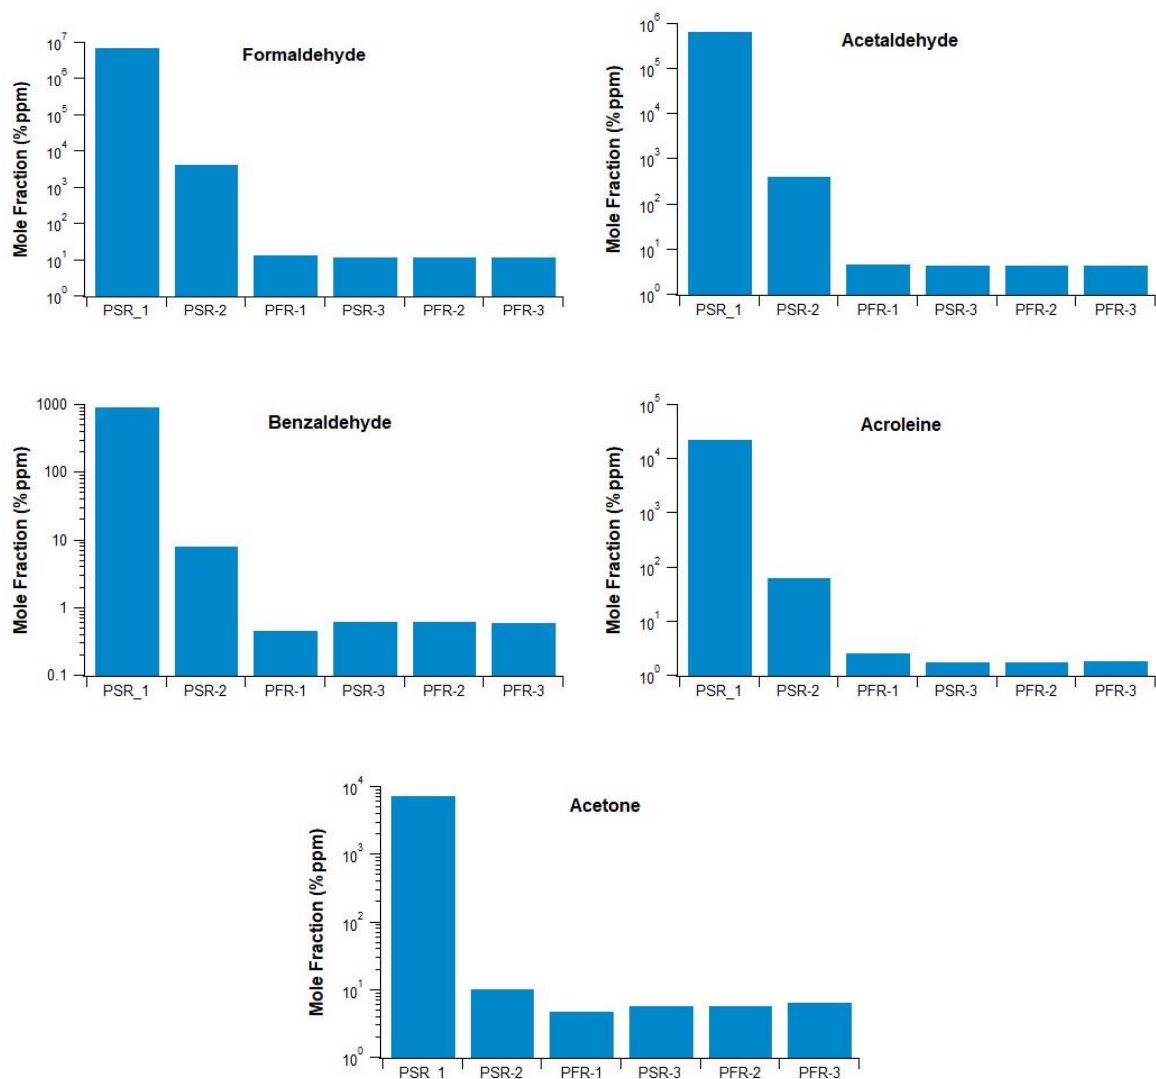 Formaldehyde
Mole Fraction (%ppm)
10^7
10^6
10^5
10^4
10^3
10^2
10^1
10^0
PSR_1 PSR-2 PFR-1 PSR-3 PFR-2 PFR-3
Acetaldehyde
Mole Fraction (%ppm)
10^6
10^5
10^4
10^3
10^2
10^1
10^0
PSR_1 PSR-2 PFR-1 PSR-3 PFR-2 PFR-3
Benzaldehyde
Mole Fraction (%ppm)
1000
100
10
1
0.1
PSR_1 PSR-2 PFR-1 PSR-3 PFR-2 PFR-3
Acroleine
Mole Fraction (%ppm)
10^5
10^4
10^3
10^2
10^1
10^0
PSR_1 PSR-2 PFR-1 PSR-3 PFR-2 PFR-3
Acetone
Mole Fraction (%ppm)
10^4
10^3
10^2
10^1
10^0
PSR_1 PSR-2 PFR-1 PSR-3 PFR-2 PFR-3